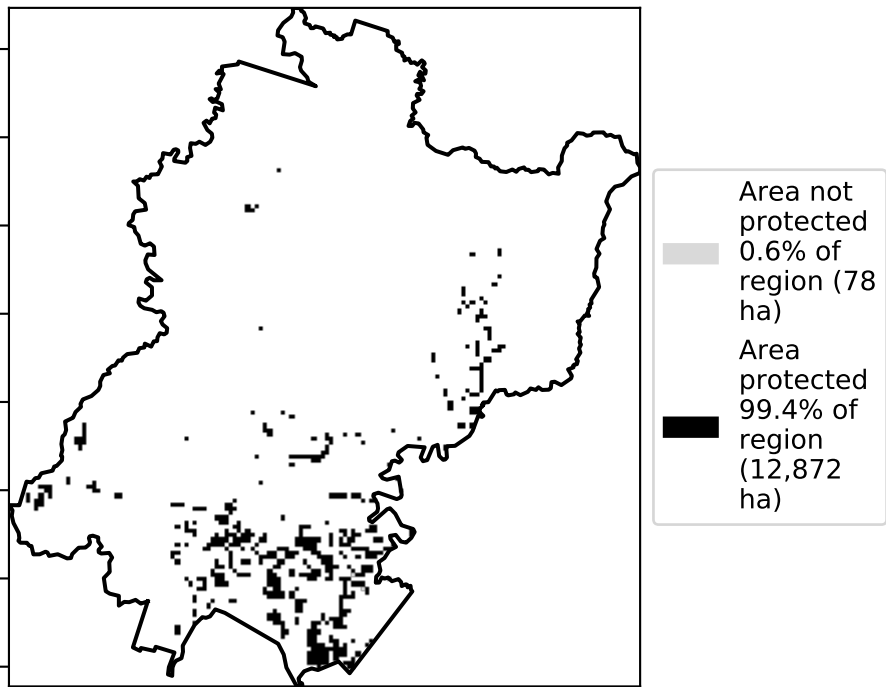 Area not
protected
0.6% of
region (78
ha)
Area
protected
99.4% of
region
(12,872
ha)